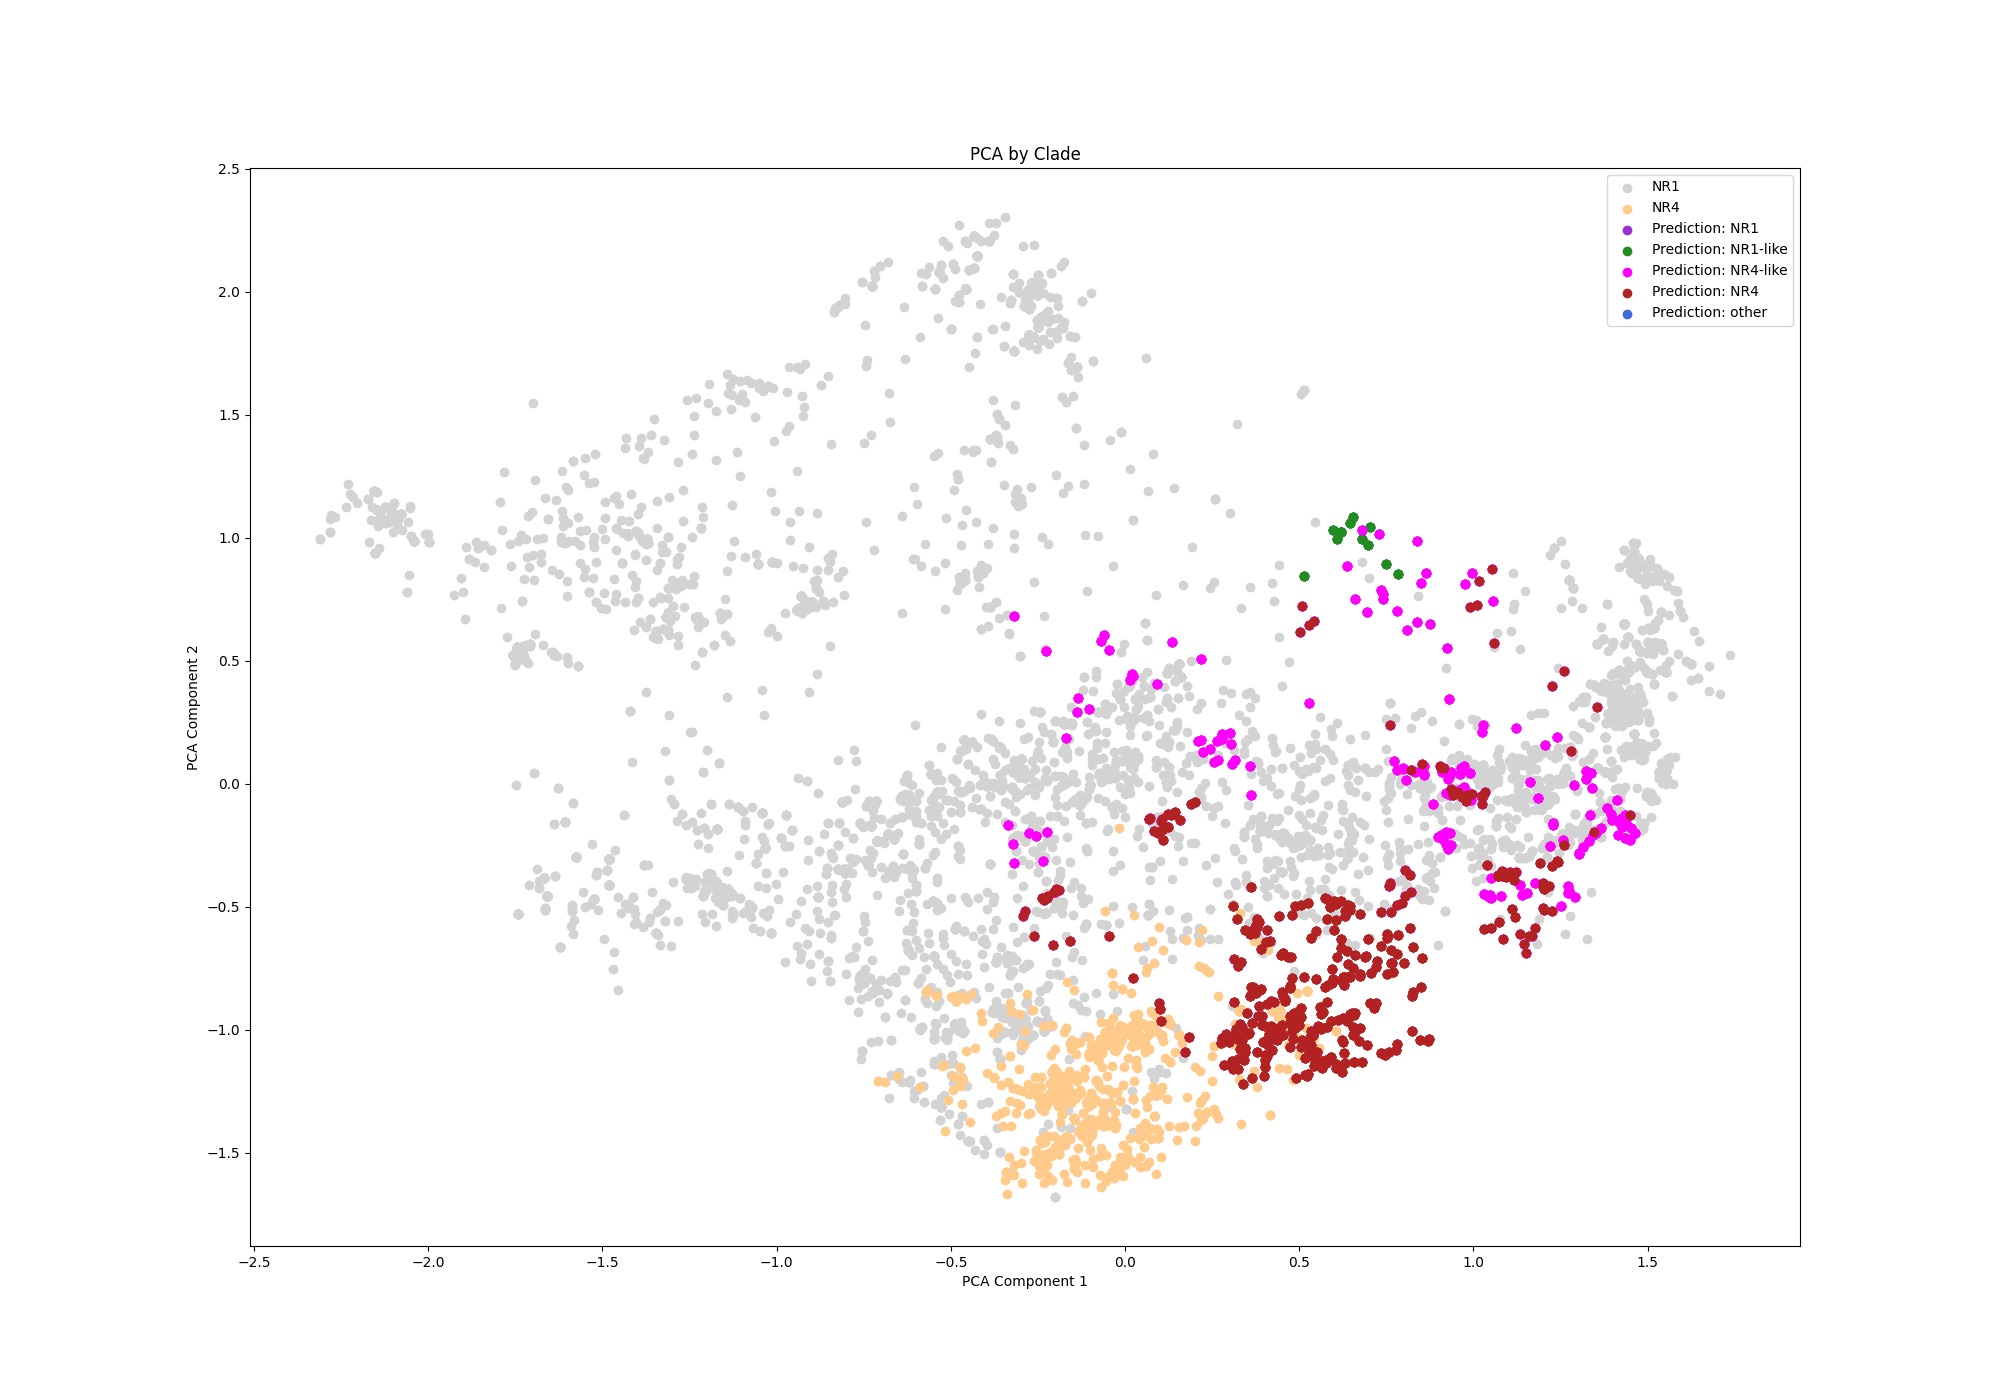 PCA by Clade
2.5
2.0
1.5
1.0
0.5
0.0
−0.5
−1.0
−1.5
PCA Component 2
−2.5
−2.0
−1.5
−1.0
−0.5
0.0
0.5
1.0
1.5
PCA Component 1
NR1
NR4
Prediction: NR1
Prediction: NR1-like
Prediction: NR4-like
Prediction: NR4
Prediction: other